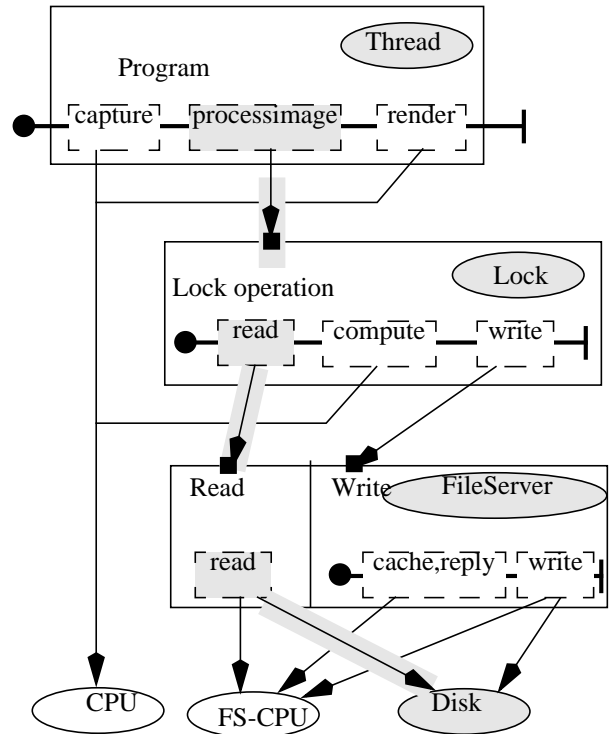 Thread
Program
capture processimage render
Lock
Lock operation
read compute write
Read Write FileServer
read cache,reply write
CPU FS-CPU Disk